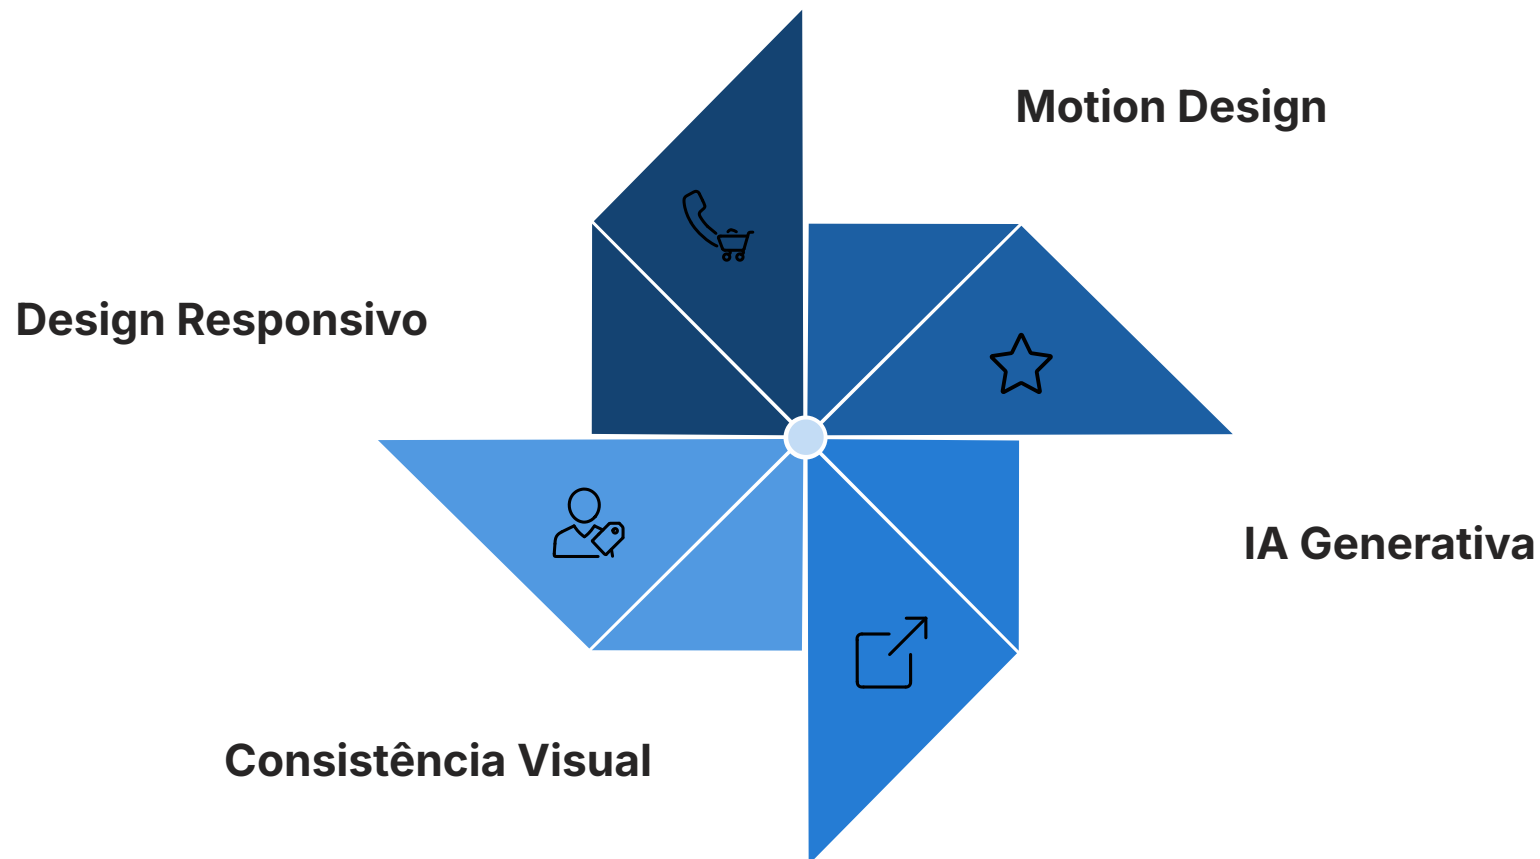 Motion Design
Design Responsivo
IA Generativa
Consistência Visual